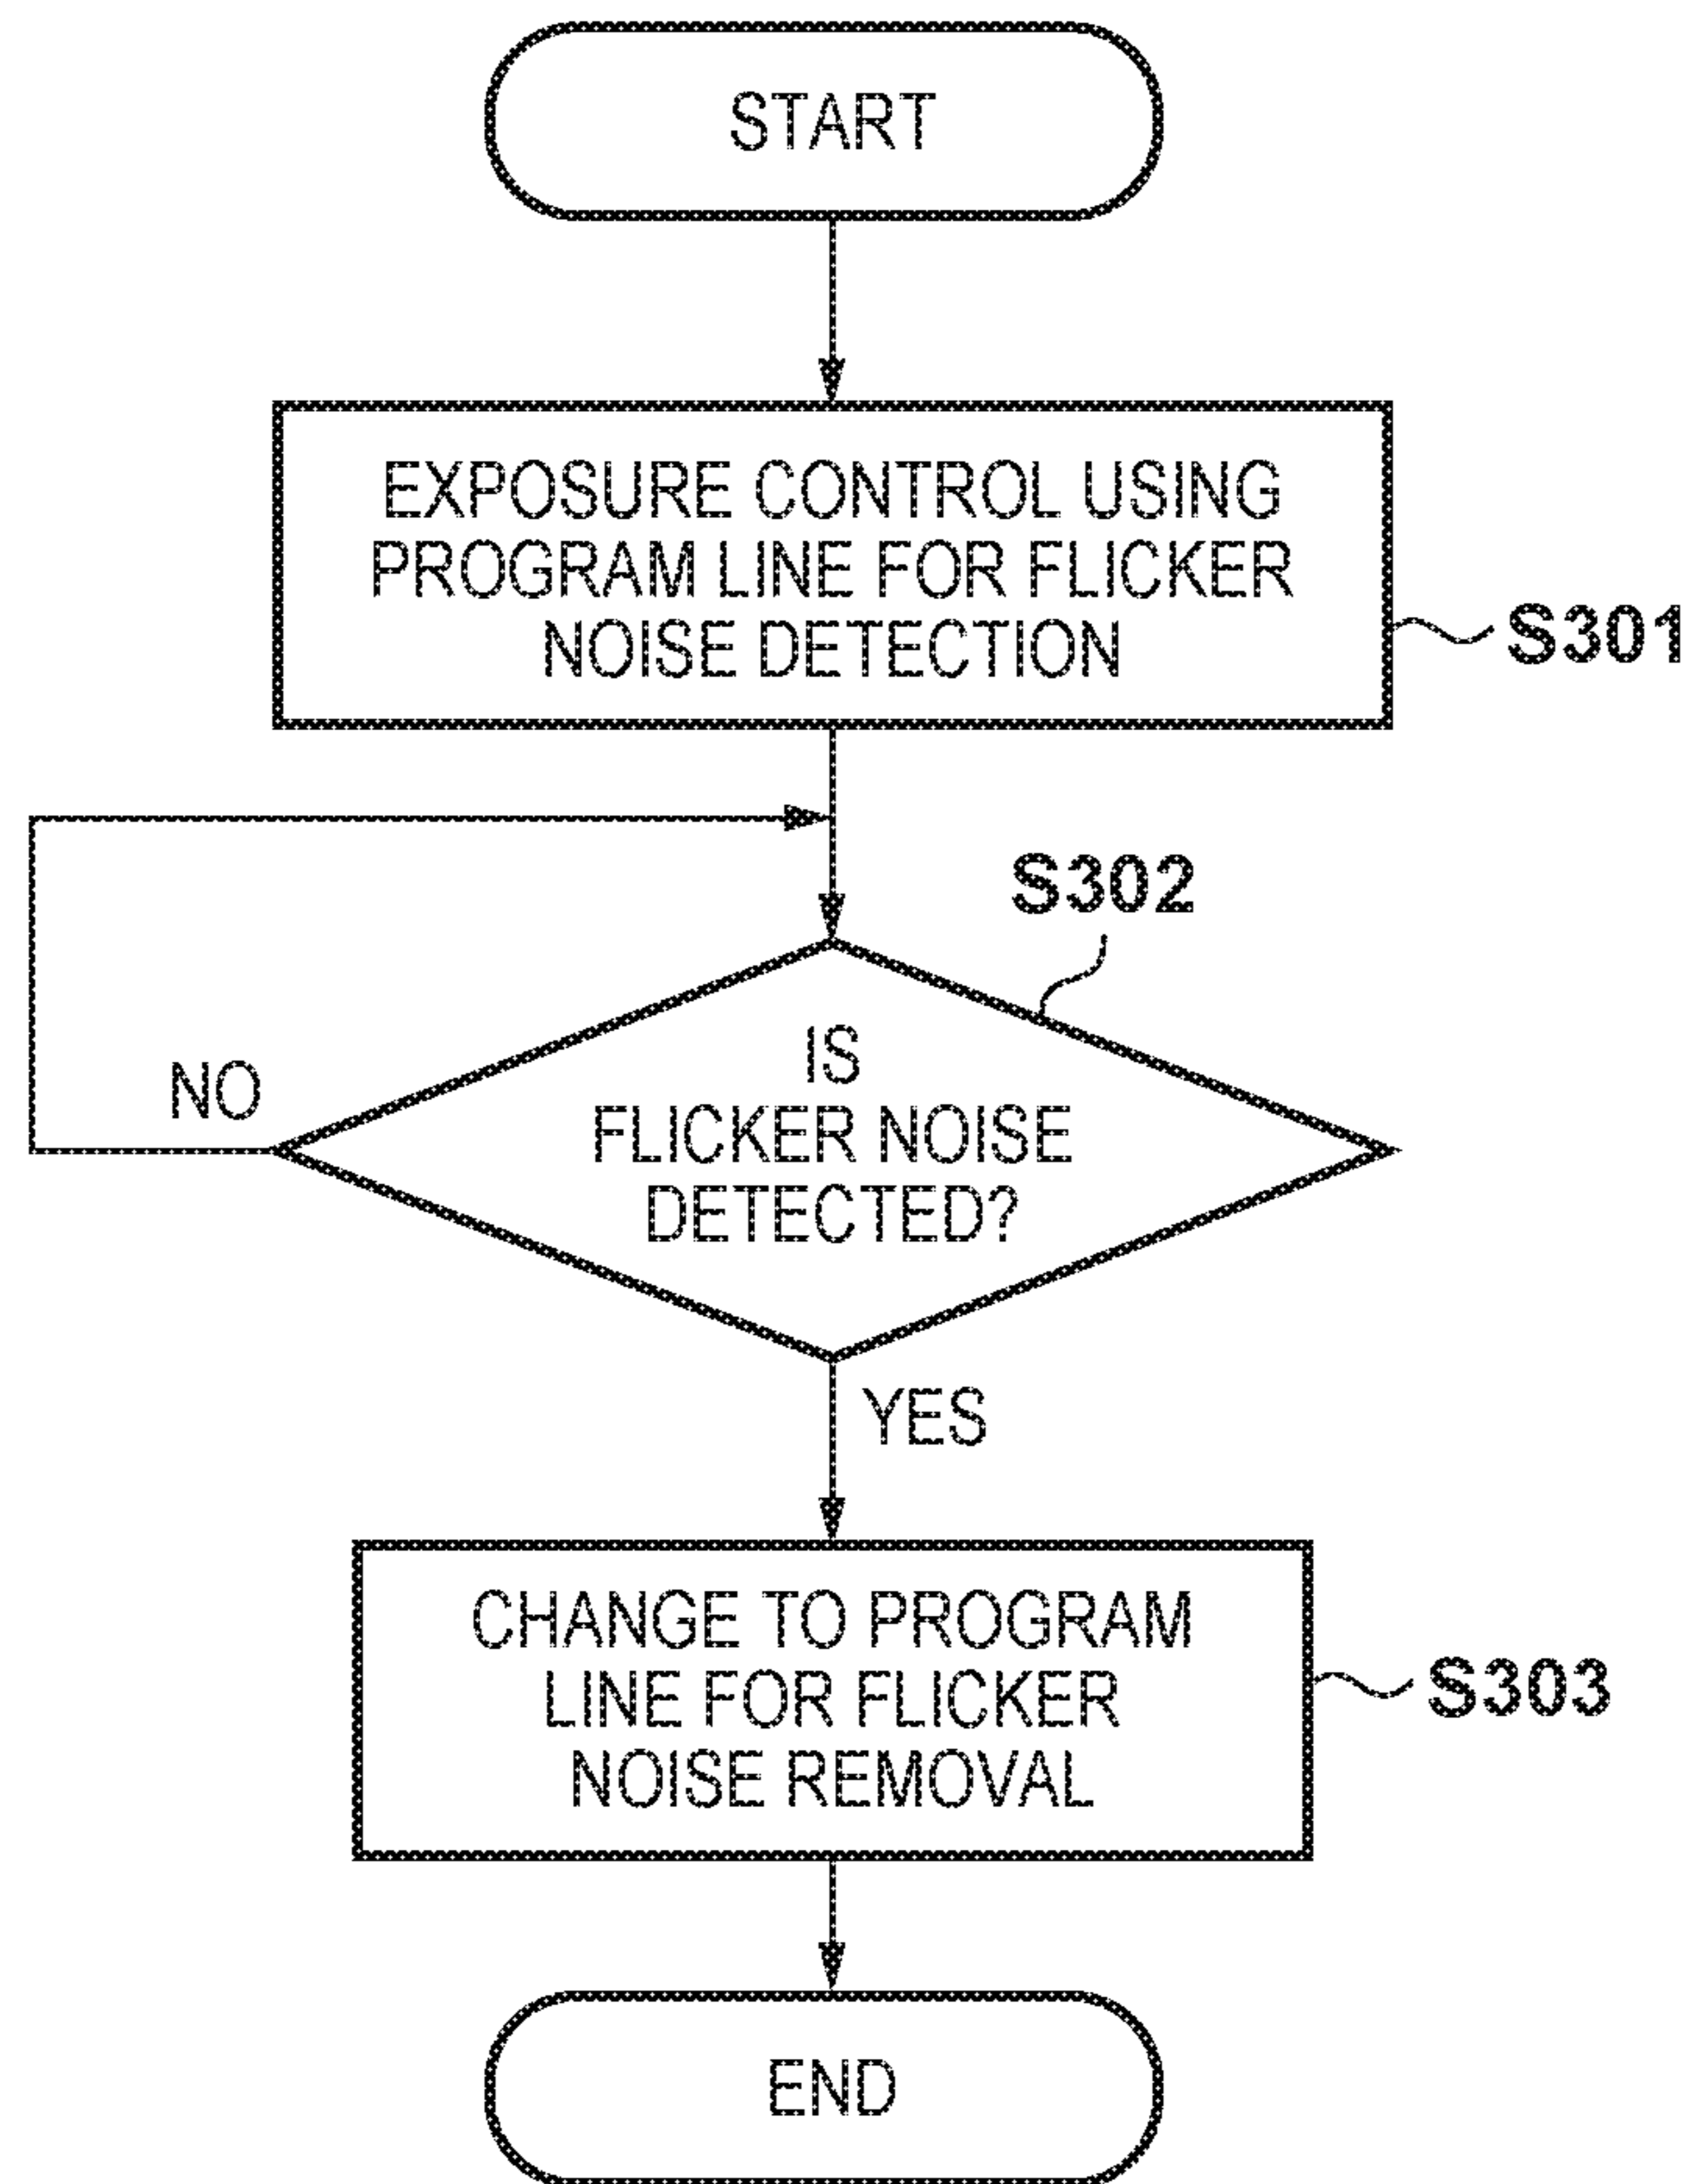 START
EXPOSURE CONTROL USING
PROGRAM LINE FOR FLICKER
NOISE DETECTION
S301
S302
IS
FLICKER NOISE
DETECTED?
NO
YES
CHANGE TO PROGRAM
LINE FOR FLICKER
NOISE REMOVAL
S303
END